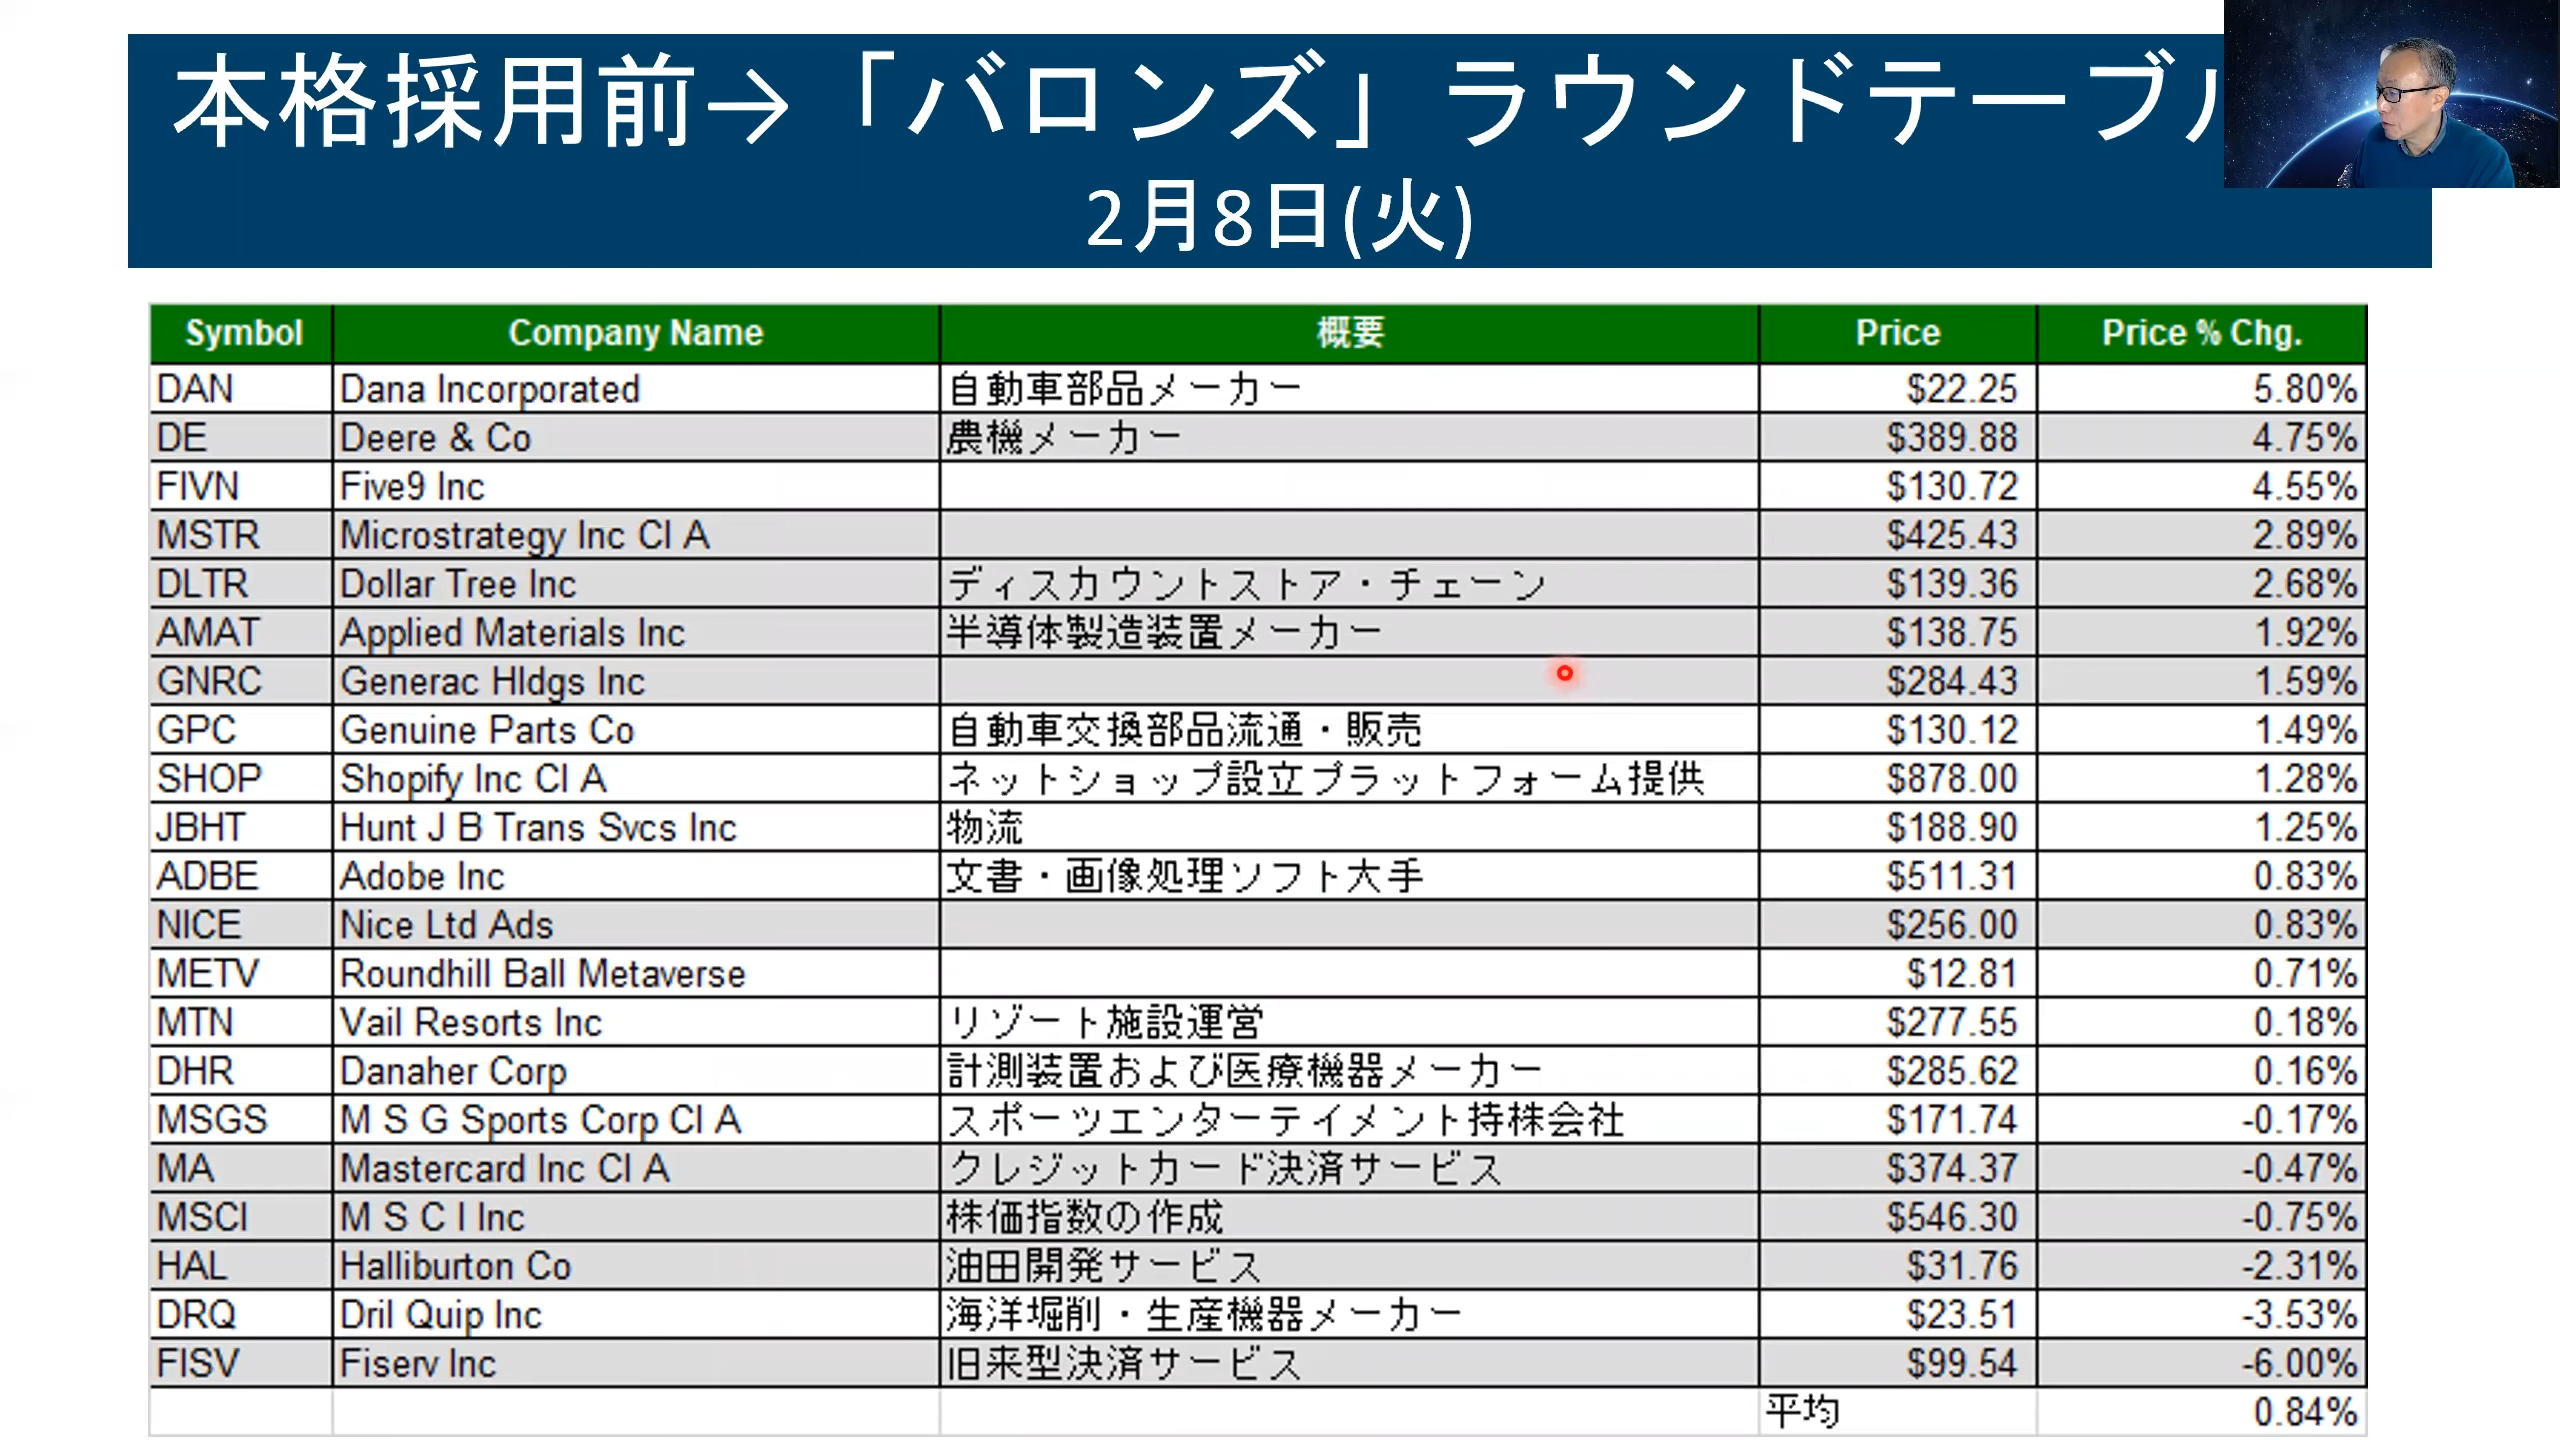 本格採用前→「バロンズ」ラウンドテーブル
2月8日(火)
Symbol Company Name 概要 Price Price % Chg.
DAN Dana Incorporated 自動車部品メーカー $22.25 5.80%
DE Deere & Co 農機メーカー $389.88 4.75%
FIVN Five9 Inc $130.72 4.55%
MSTR Microstrategy Inc Cl A $425.43 2.89%
DLTR Dollar Tree Inc ディスカウントストア・チェーン $139.36 2.68%
AMAT Applied Materials Inc 半導体製造装置メーカー $138.75 1.92%
GNRC Generac Hldgs Inc $284.43 1.59%
GPC Genuine Parts Co 自動車交換部品流通・販売 $130.12 1.49%
SHOP Shopify Inc Cl A ネットショップ設立プラットフォーム提供 $878.00 1.28%
JBHT Hunt J B Trans Svcs Inc 物流 $188.90 1.25%
ADBE Adobe Inc 文書・画像処理ソフト大手 $511.31 0.83%
NICE Nice Ltd Ads $256.00 0.83%
METV Roundhill Ball Metaverse $12.81 0.71%
MTN Vail Resorts Inc リゾート施設運営 $277.55 0.18%
DHR Danaher Corp 計測装置および医療機器メーカー $285.62 0.16%
MSGS M S G Sports Corp Cl A スポーツエンターテイメント持株会社 $171.74 -0.17%
MA Mastercard Inc Cl A クレジットカード決済サービス $374.37 -0.47%
MSCI M S C I Inc 株価指数の作成 $546.30 -0.75%
HAL Halliburton Co 油田開発サービス $31.76 -2.31%
DRQ Dril Quip Inc 海洋堀削・生産機器メーカー $23.51 -3.53%
FISV Fiserv Inc 旧来型決済サービス $99.54 -6.00%
平均 0.84%